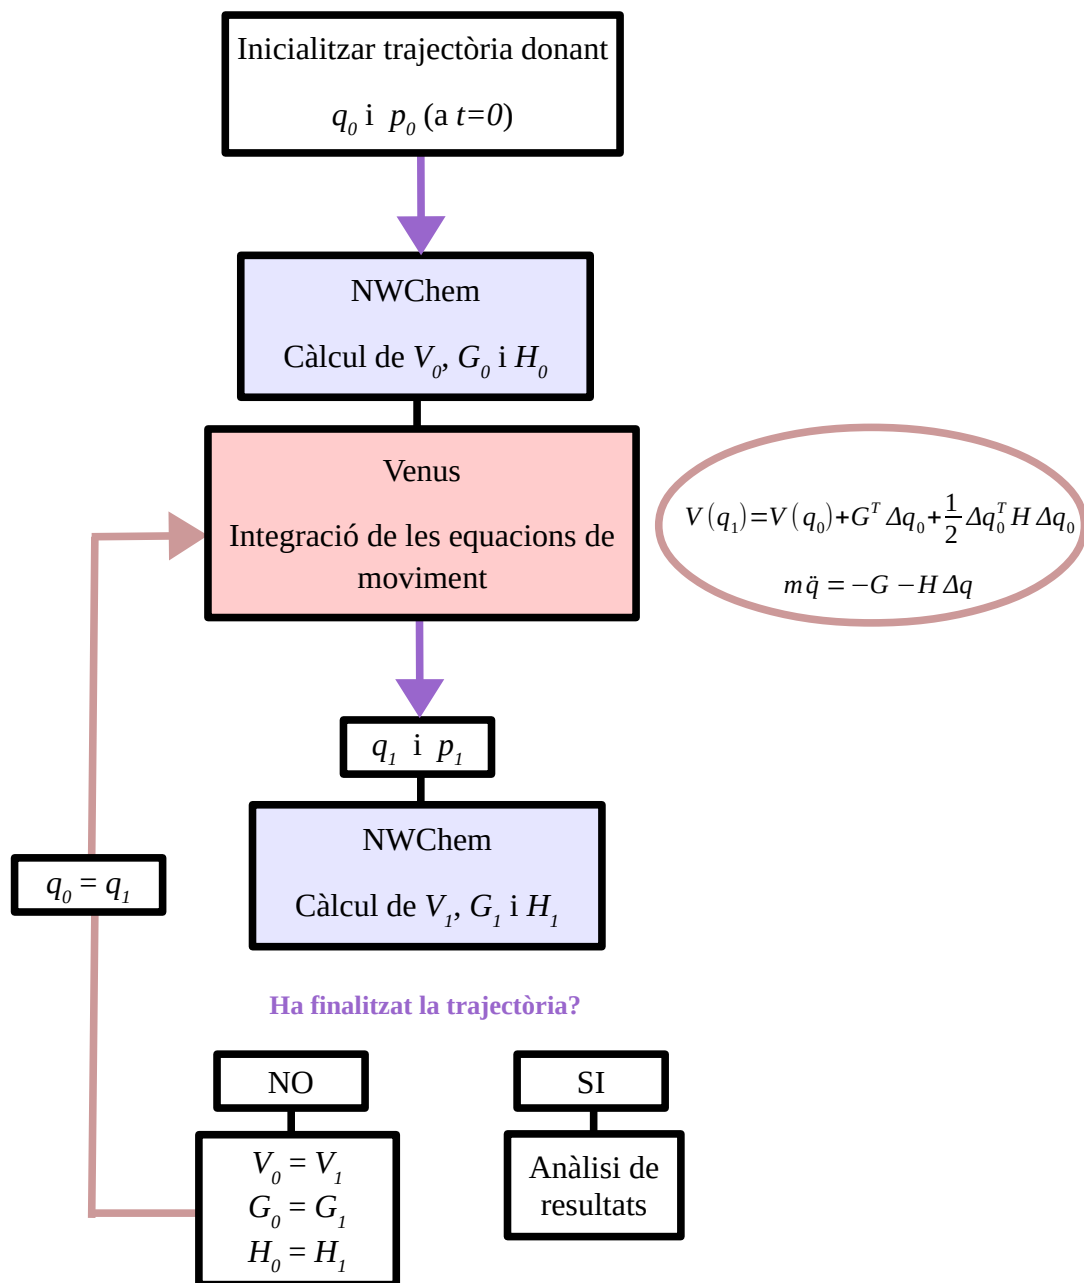 Inicialitzar trajectòria donant
q₀ i p₀ (a t=0)
NWChem
Càlcul de V₀, G₀ i H₀
Venus
Integració de les equacions de
moviment
V(q₁)=V(q₀)+Gᵀ Δq₀+½ Δq₀ᵀ H Δq₀
m q̈ = −G − H Δq
q₁ i p₁
NWChem
Càlcul de V₁, G₁ i H₁
q₀ = q₁
Ha finalitzat la trajectòria?
NO
V₀ = V₁
G₀ = G₁
H₀ = H₁
SI
Anàlisi de
resultats